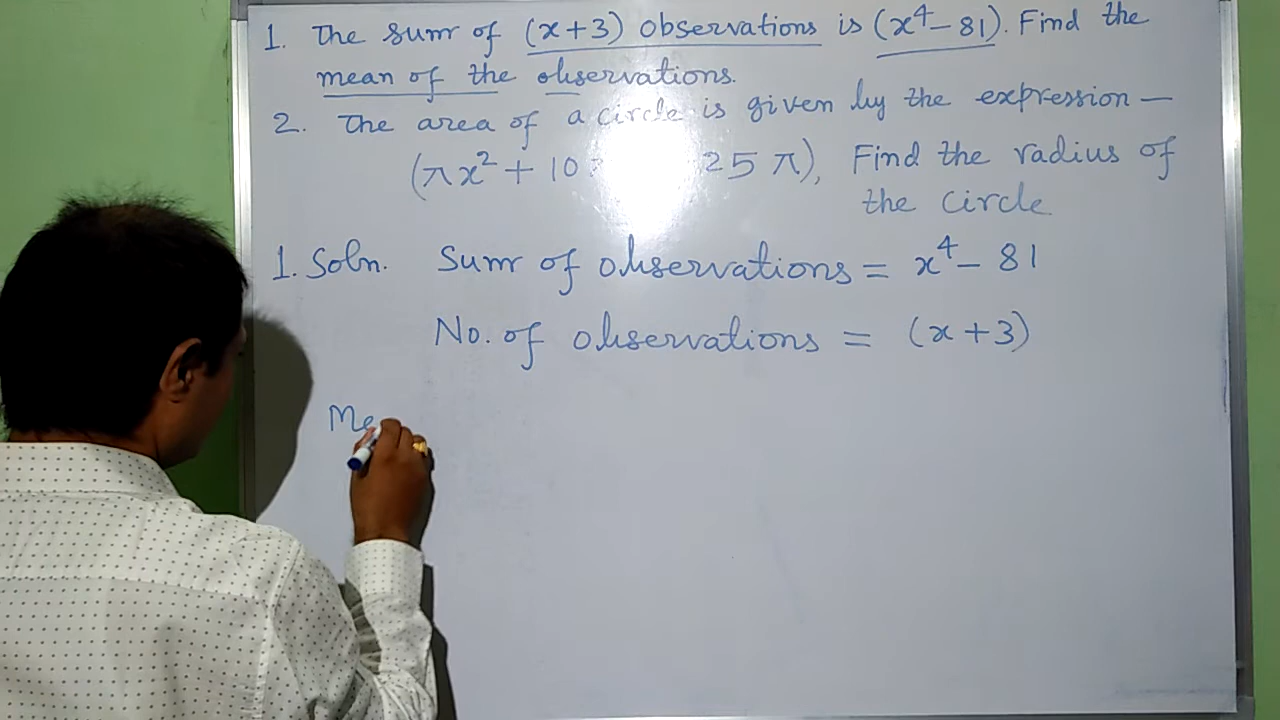 1. The sum of (x+3) observations is (x⁴- 81). Find the
mean of the observations.
2. The area of a circle is given by the expression —
(πx² + 10 25 π), Find the radius of
the circle
1. Soln. Sum of observations = x⁴- 81
No. of observations = (x+3)
Me